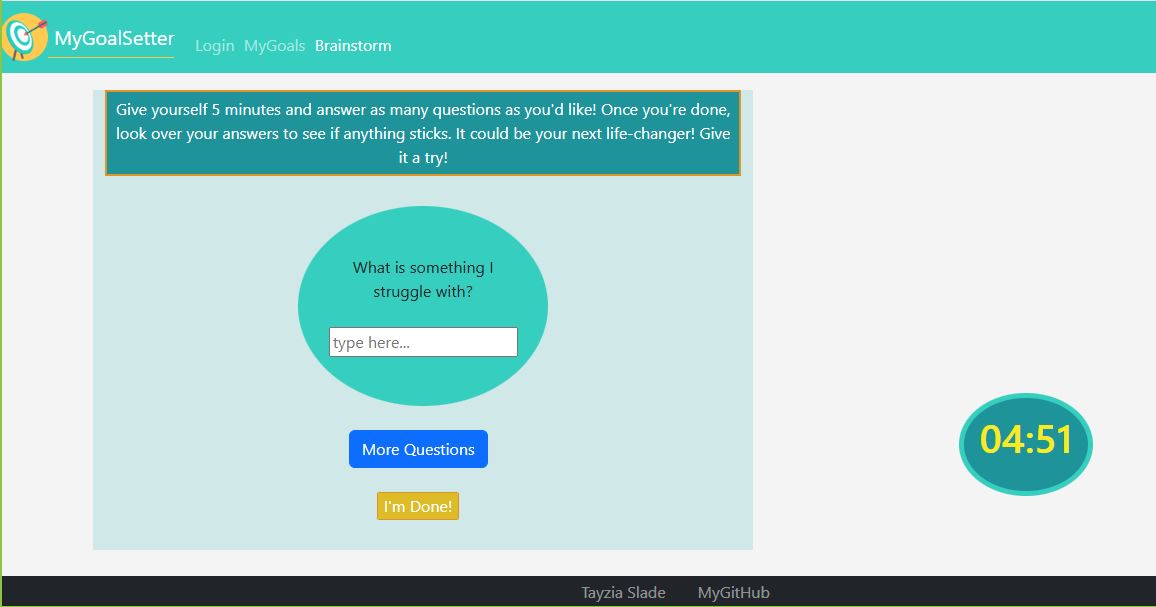 MyGoalSetter
Login MyGoals Brainstorm
Give yourself 5 minutes and answer as many questions as you'd like! Once you're done,
look over your answers to see if anything sticks. It could be your next life-changer! Give
it a try!
What is something I
struggle with?
type here...
More Questions
I'm Done!
04:51
Tayzia Slade MyGitHub